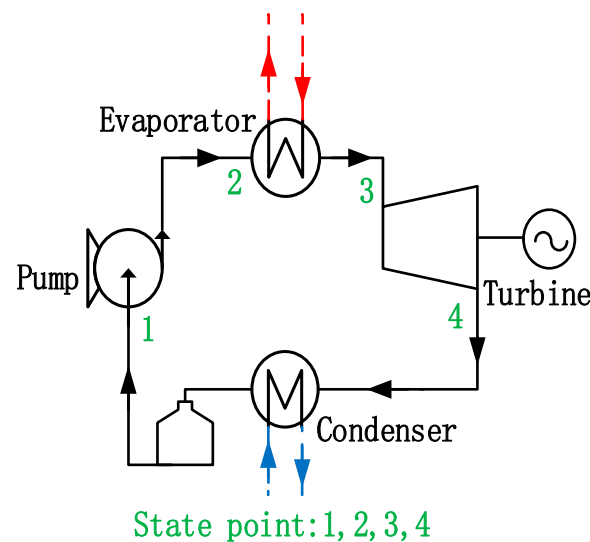 Evaporator
2
3
Pump
1
Turbine
4
Condenser
State point:1,2,3,4